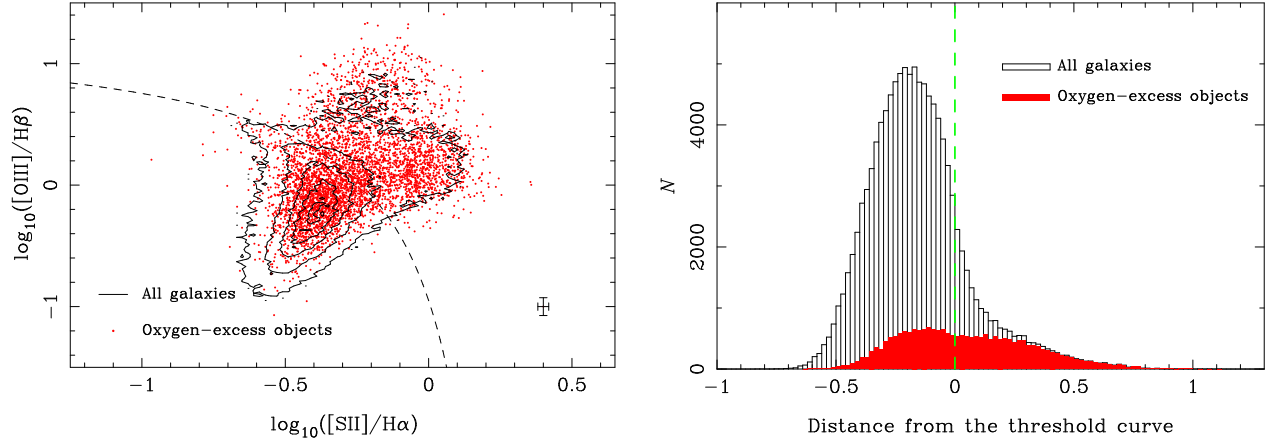 log10([OIII]/Hβ)
1
0
−1
All galaxies
Oxygen−excess objects
−1
−0.5
0
0.5
log10([SII]/Hα)
N
4000
2000
0
All galaxies
Oxygen−excess objects
−1
−0.5
0
0.5
1
Distance from the threshold curve